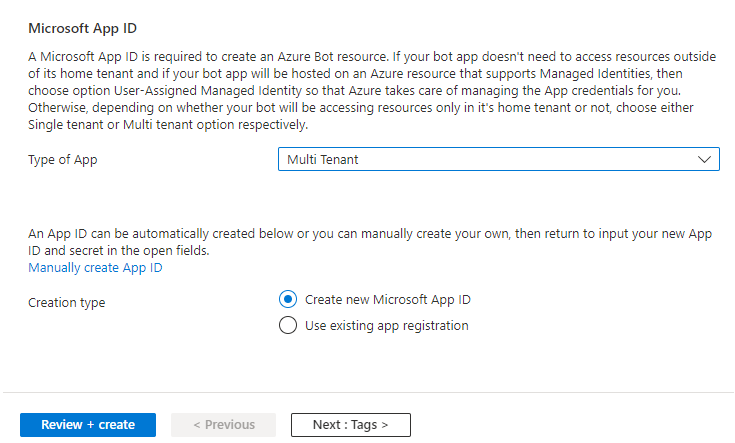 Microsoft App ID
A Microsoft App ID is required to create an Azure Bot resource. If your bot app doesn't need to access resources outside
of its home tenant and if your bot app will be hosted on an Azure resource that supports Managed Identities, then
choose option User-Assigned Managed Identity so that Azure takes care of managing the App credentials for you.
Otherwise, depending on whether your bot will be accessing resources only in it's home tenant or not, choose either
Single tenant or Multi tenant option respectively.
Type of App
Multi Tenant
An App ID can be automatically created below or you can manually create your own, then return to input your new App
ID and secret in the open fields.
Manually create App ID
Creation type
Create new Microsoft App ID
Use existing app registration
Review + create
< Previous
Next : Tags >